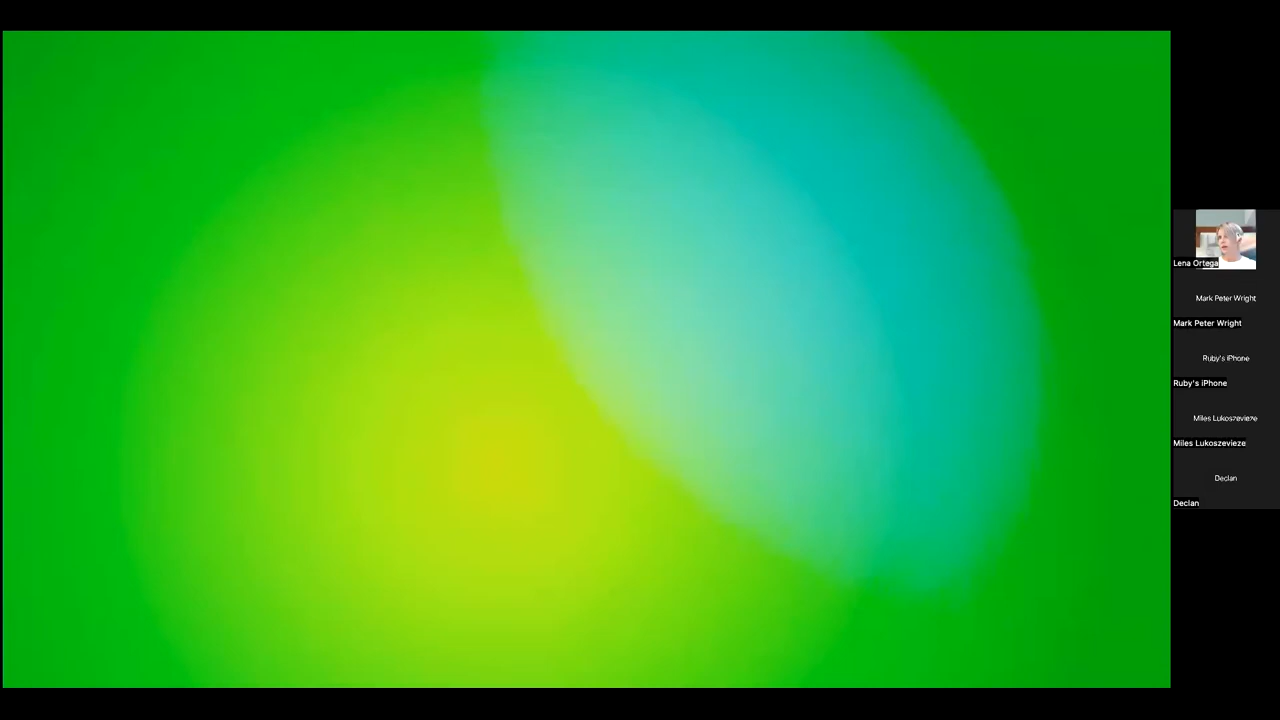 Lena Ortega
Mark Peter Wright
Mark Peter Wright
Ruby's iPhone
Ruby's iPhone
Miles Lukoszevieze
Miles Lukoszevieze
Declan
Declan